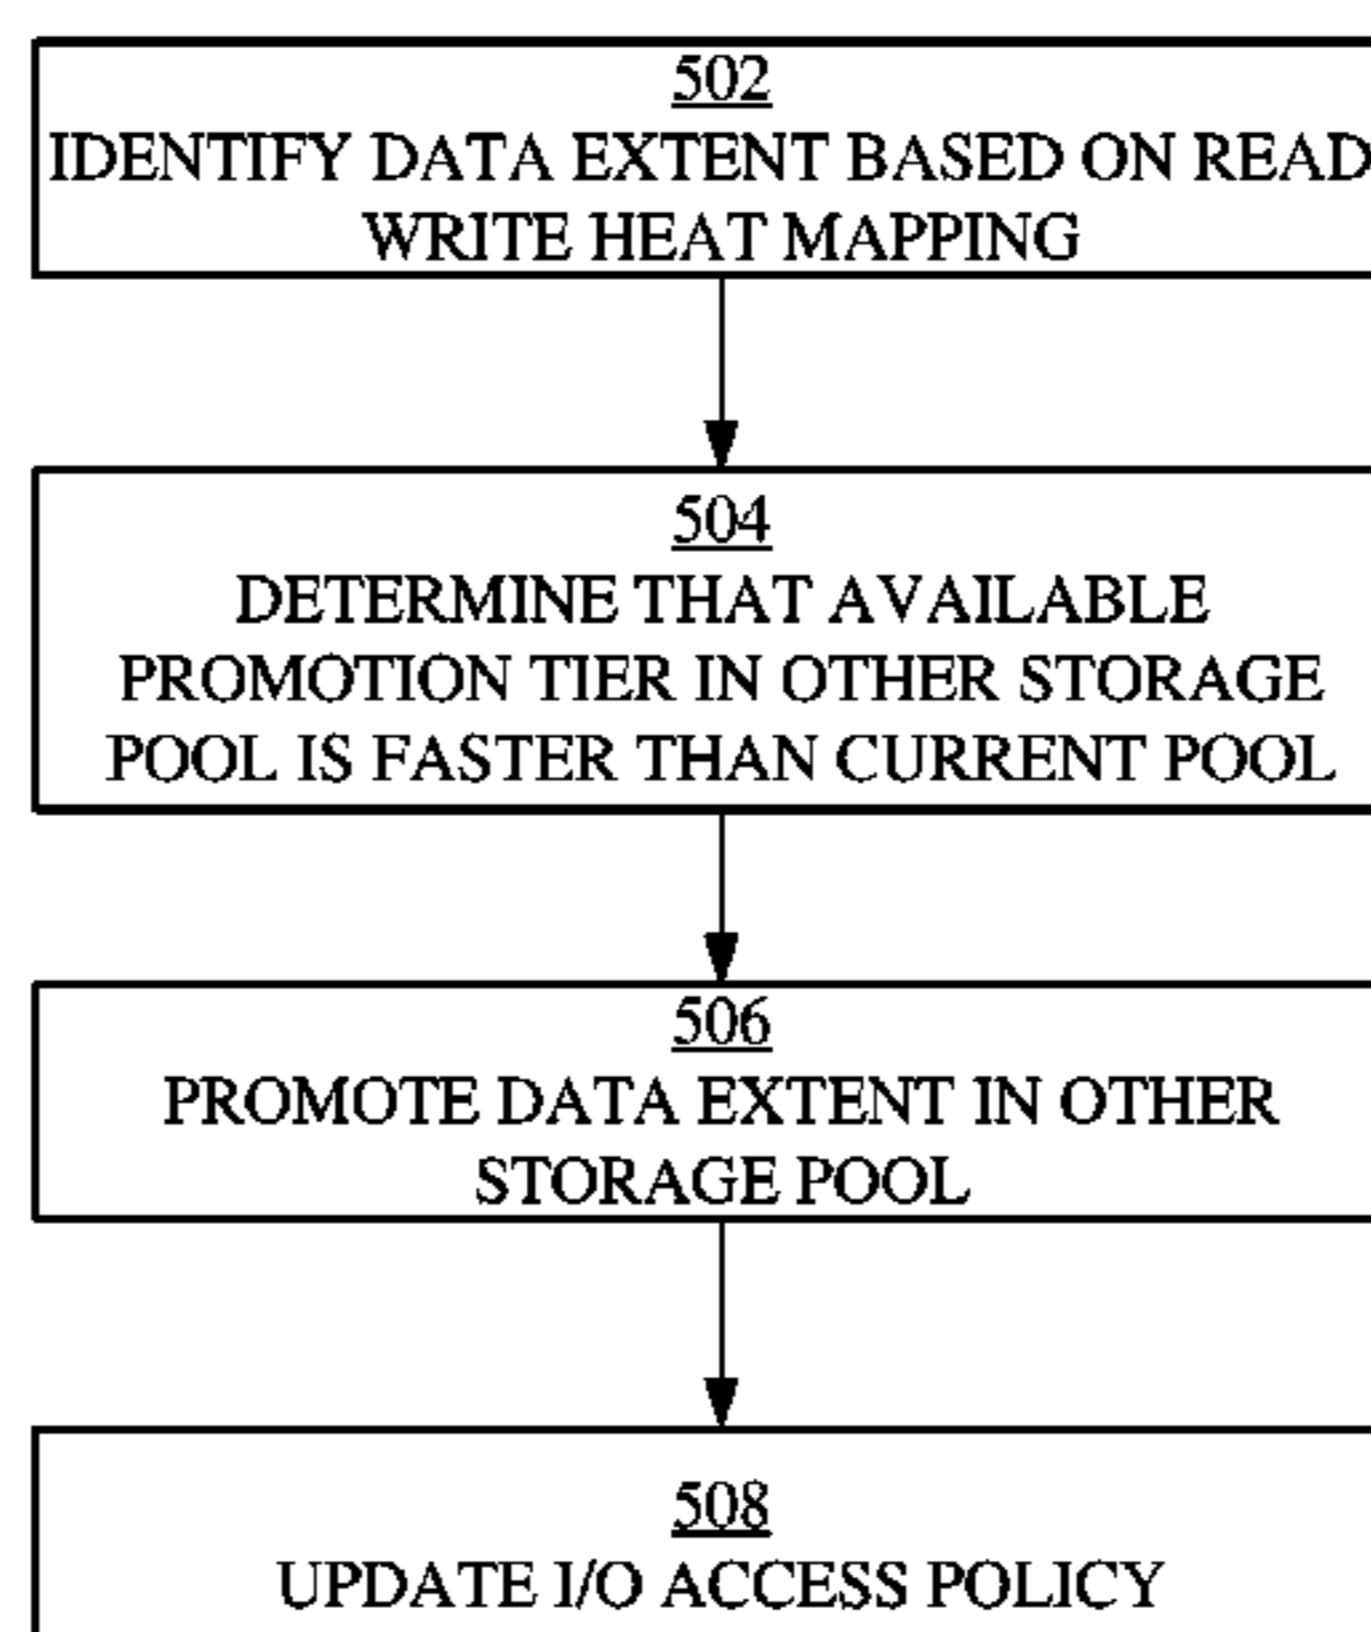 502
IDENTIFY DATA EXTENT BASED ON READ
WRITE HEAT MAPPING
504
DETERMINE THAT AVAILABLE
PROMOTION TIER IN OTHER STORAGE
POOL IS FASTER THAN CURRENT POOL
506
PROMOTE DATA EXTENT IN OTHER
STORAGE POOL
508
UPDATE I/O ACCESS POLICY